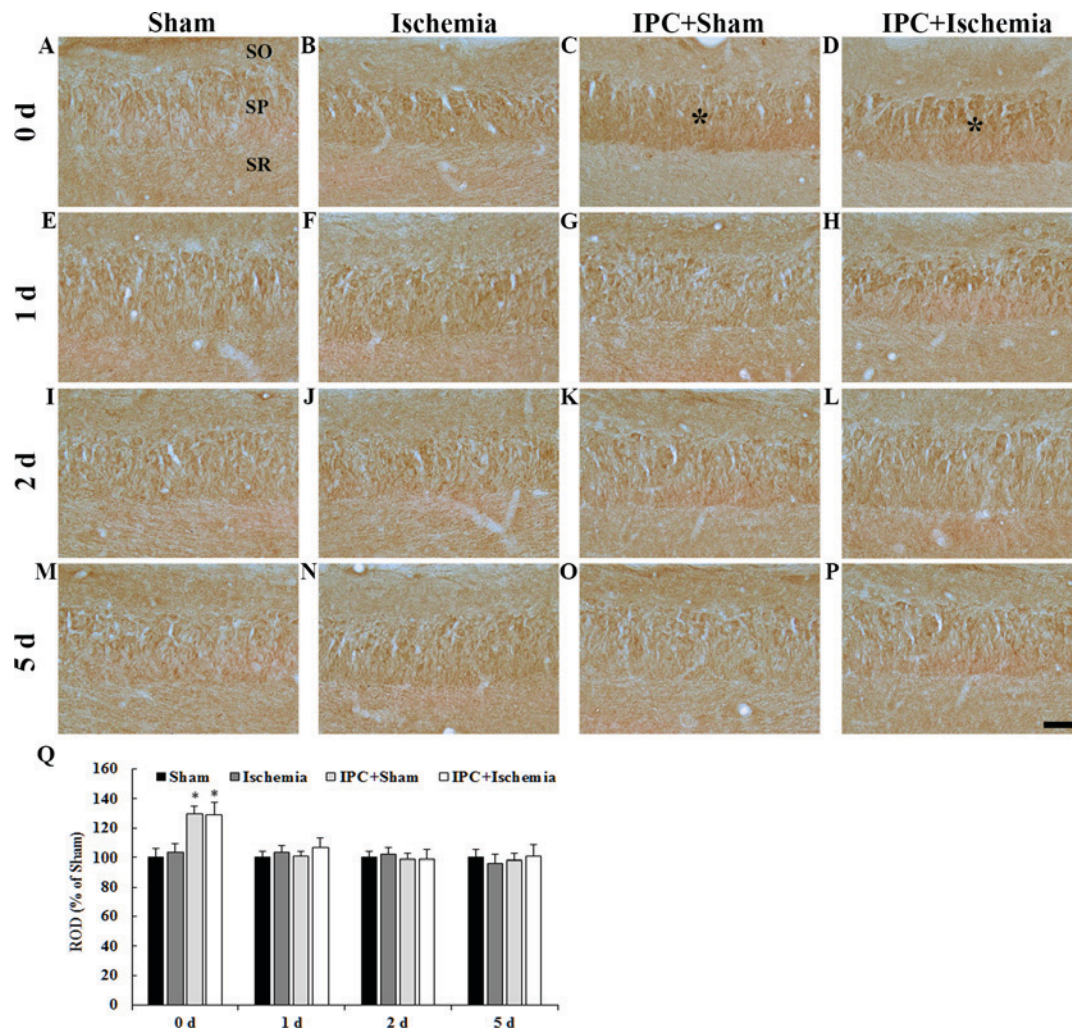 Sham Ischemia IPC+Sham IPC+Ischemia
A B C D
SO
SP
SR
*
*
0 d
E F G H
1 d
I J K L
2 d
M N O P
5 d
Q
160
140
120
100
80
60
40
20
0
ROD (% of Sham)
Sham Ischemia IPC+Sham IPC+Ischemia
* *
0 d 1 d 2 d 5 d